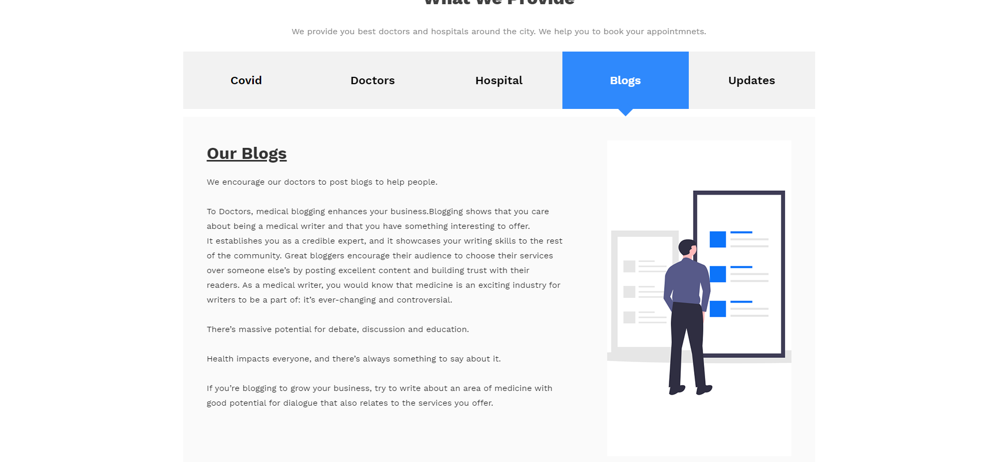 What We Provide
We provide you best doctors and hospitals around the city. We help you to book your appointmnets.
Covid
Doctors
Hospital
Blogs
Updates
Our Blogs
We encourage our doctors to post blogs to help people.
To Doctors, medical blogging enhances your business.Blogging shows that you care
about being a medical writer and that you have something interesting to offer.
It establishes you as a credible expert, and it showcases your writing skills to the rest
of the community. Great bloggers encourage their audience to choose their services
over someone else’s by posting excellent content and building trust with their
readers. As a medical writer, you would know that medicine is an exciting industry for
writers to be a part of: it’s ever-changing and controversial.
There’s massive potential for debate, discussion and education.
Health impacts everyone, and there’s always something to say about it.
If you’re blogging to grow your business, try to write about an area of medicine with
good potential for dialogue that also relates to the services you offer.